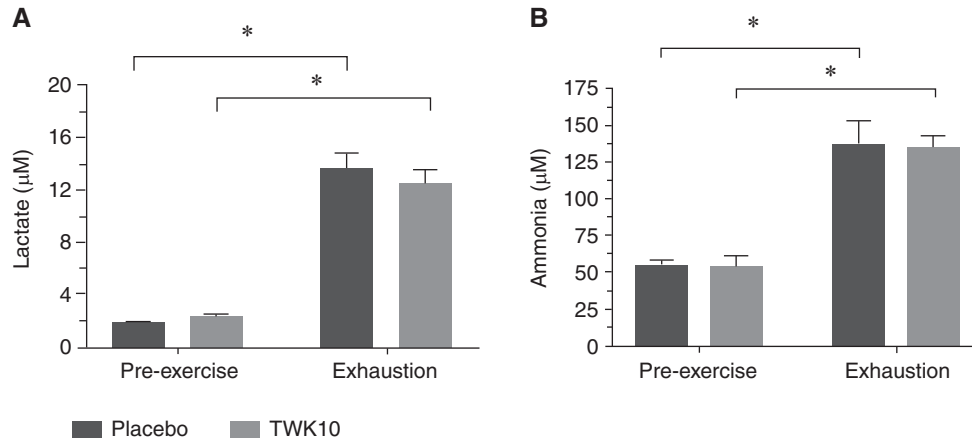 A
*
*
20
16
12
8
4
0
Lactate (μM)
Pre-exercise
Exhaustion
B
*
*
175
150
125
100
75
50
25
0
Ammonia (μM)
Pre-exercise
Exhaustion
Placebo
TWK10